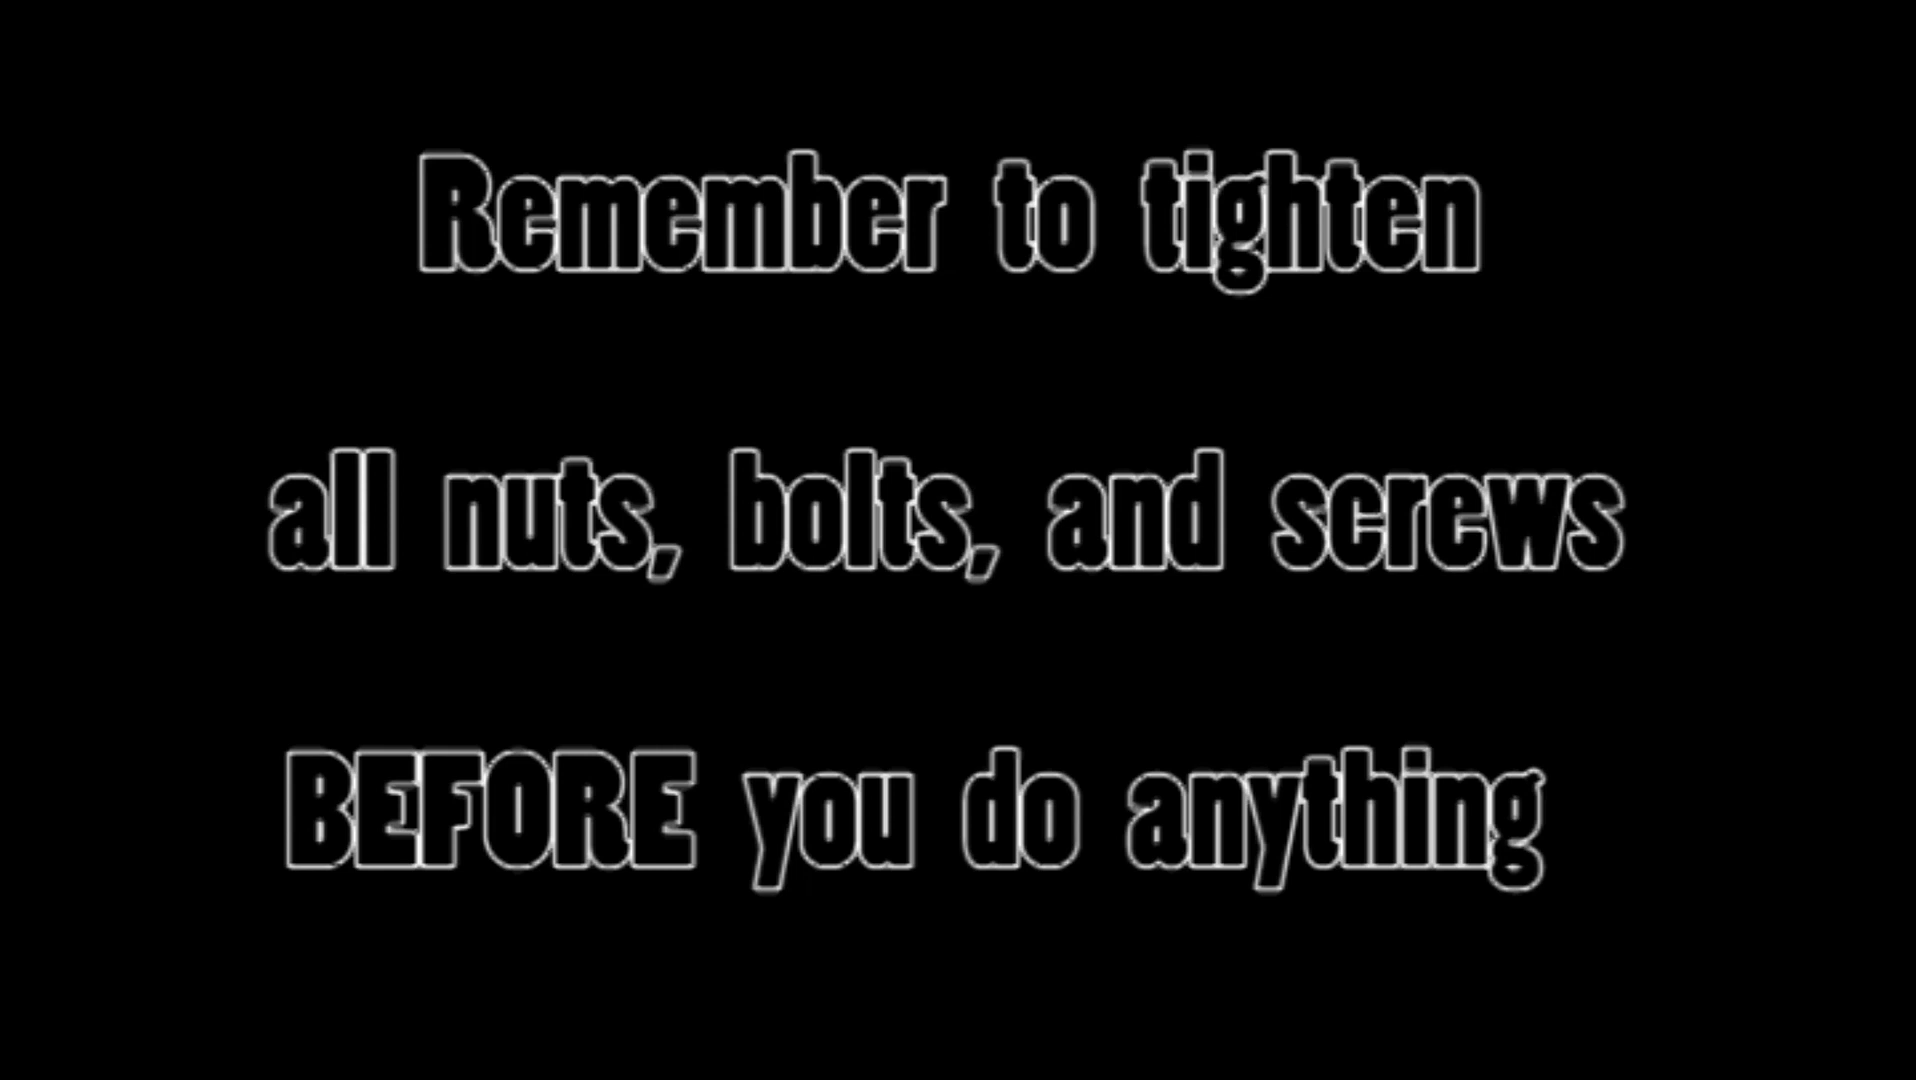 Remember to tighten
all nuts, bolts, and screws
BEFORE you do anything